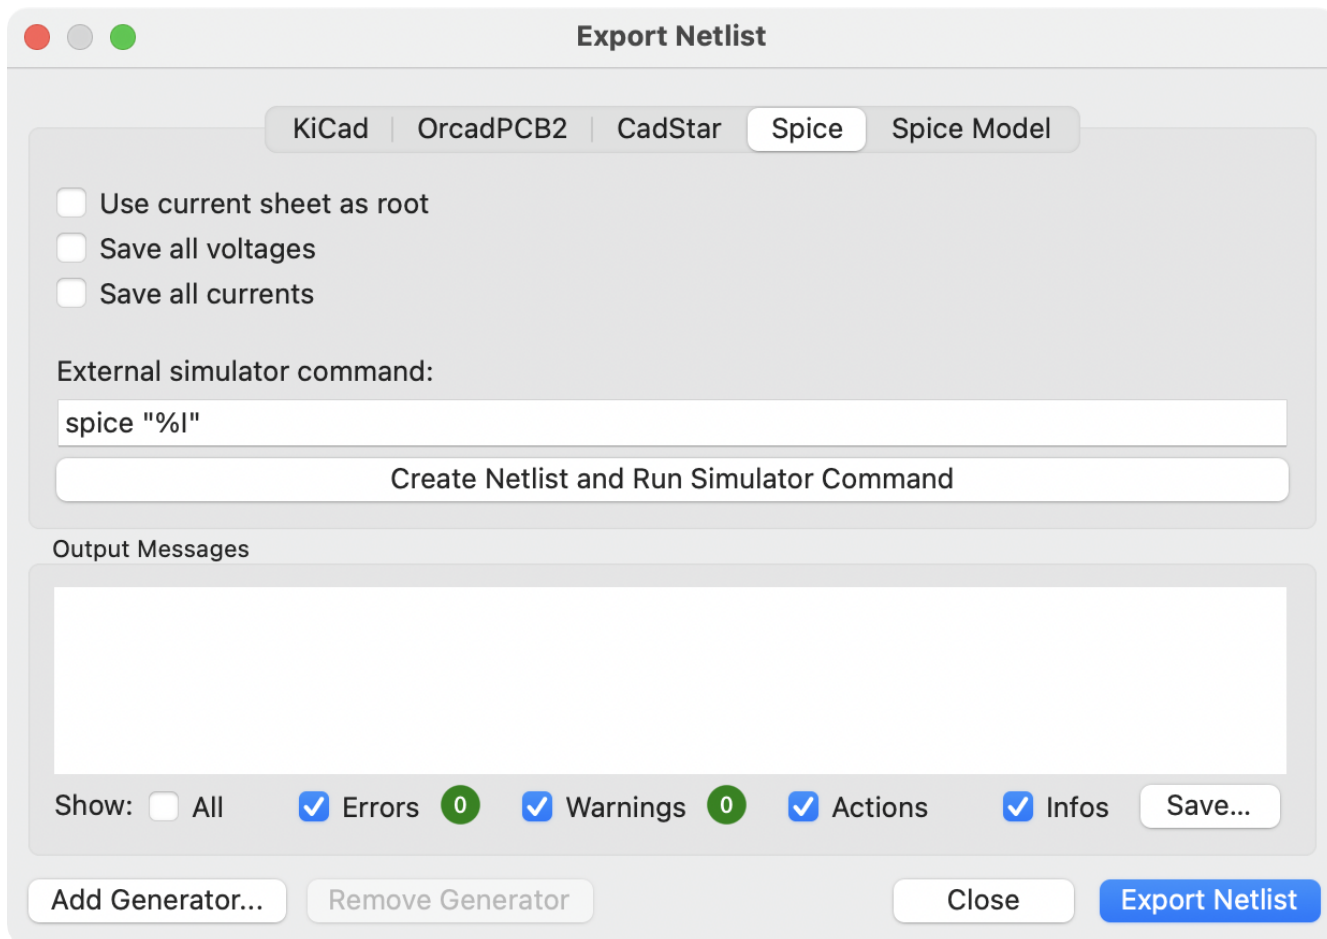 Export Netlist
KiCad OrcadPCB2 CadStar Spice Spice Model
Use current sheet as root
Save all voltages
Save all currents
External simulator command:
spice "%I"
Create Netlist and Run Simulator Command
Output Messages
Show: All Errors 0 Warnings 0 Actions Infos Save...
Add Generator... Remove Generator Close Export Netlist